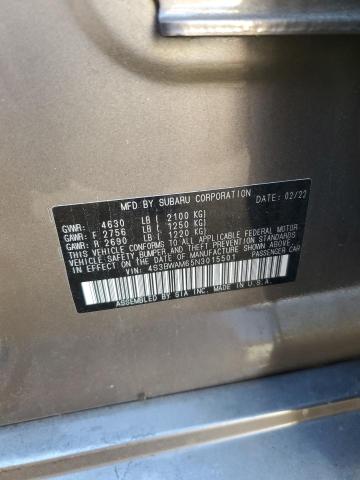 MFD BY SUBARU CORPORATION DATE: 02/22
GVWR: 4630 LB ( 2100 KG)
GAWR: F 2756 LB ( 1250 KG)
GAWR: R 2690 LB ( 1220 KG)
THIS VEHICLE CONFORMS TO ALL APPLICABLE FEDERAL MOTOR
VEHICLE SAFETY, BUMPER, AND THEFT PREVENTION STANDARDS
IN EFFECT ON THE DATE OF MANUFACTURE SHOWN ABOVE.
VIN: 4S3BWAM65N3015501 PASSENGER CAR
ASSEMBLED BY SIA INC. MADE IN U.S.A.